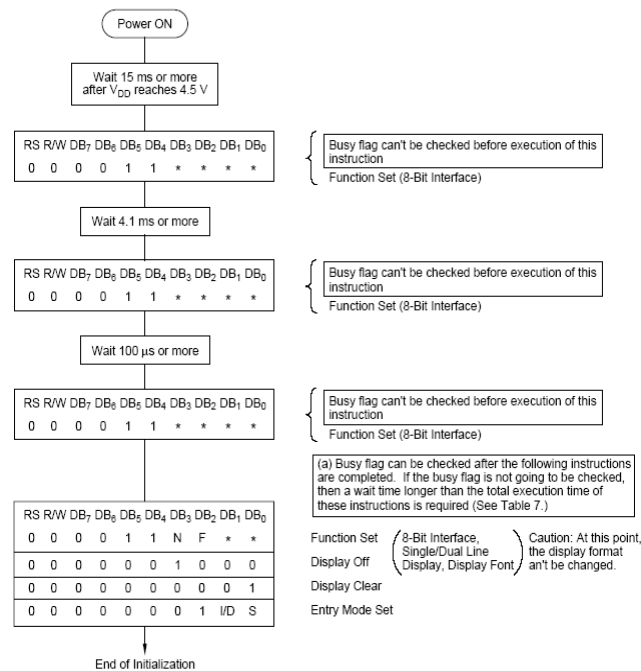 Power ON
Wait 15 ms or more
after VDD reaches 4.5 V
RS R/W DB7 DB6 DB5 DB4 DB3 DB2 DB1 DB0
0 0 0 0 1 1 * * * *
Busy flag can't be checked before execution of this
instruction
Function Set (8-Bit Interface)
Wait 4.1 ms or more
RS R/W DB7 DB6 DB5 DB4 DB3 DB2 DB1 DB0
0 0 0 0 1 1 * * * *
Busy flag can't be checked before execution of this
instruction
Function Set (8-Bit Interface)
Wait 100 µs or more
RS R/W DB7 DB6 DB5 DB4 DB3 DB2 DB1 DB0
0 0 0 0 1 1 * * * *
Busy flag can't be checked before execution of this
instruction
Function Set (8-Bit Interface)
(a) Busy flag can be checked after the following instructions
are completed. If the busy flag is not going to be checked,
then a wait time longer than the total execution time of
these instructions is required (See Table 7.)
RS R/W DB7 DB6 DB5 DB4 DB3 DB2 DB1 DB0
0 0 0 0 1 1 N F * *
0 0 0 0 0 0 1 0 0 0
0 0 0 0 0 0 0 0 0 1
0 0 0 0 0 0 0 1 I/D S
Function Set
Display Off
Display Clear
Entry Mode Set
8-Bit Interface,
Single/Dual Line
Display, Display Font
Caution: At this point,
the display format
an't be changed.
End of Initialization